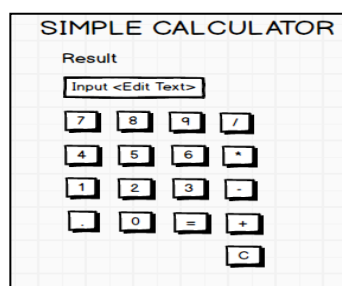 SIMPLE CALCULATOR
Result
Input <Edit Text>
7 8 9 /
4 5 6 *
1 2 3 -
. 0 = +
C